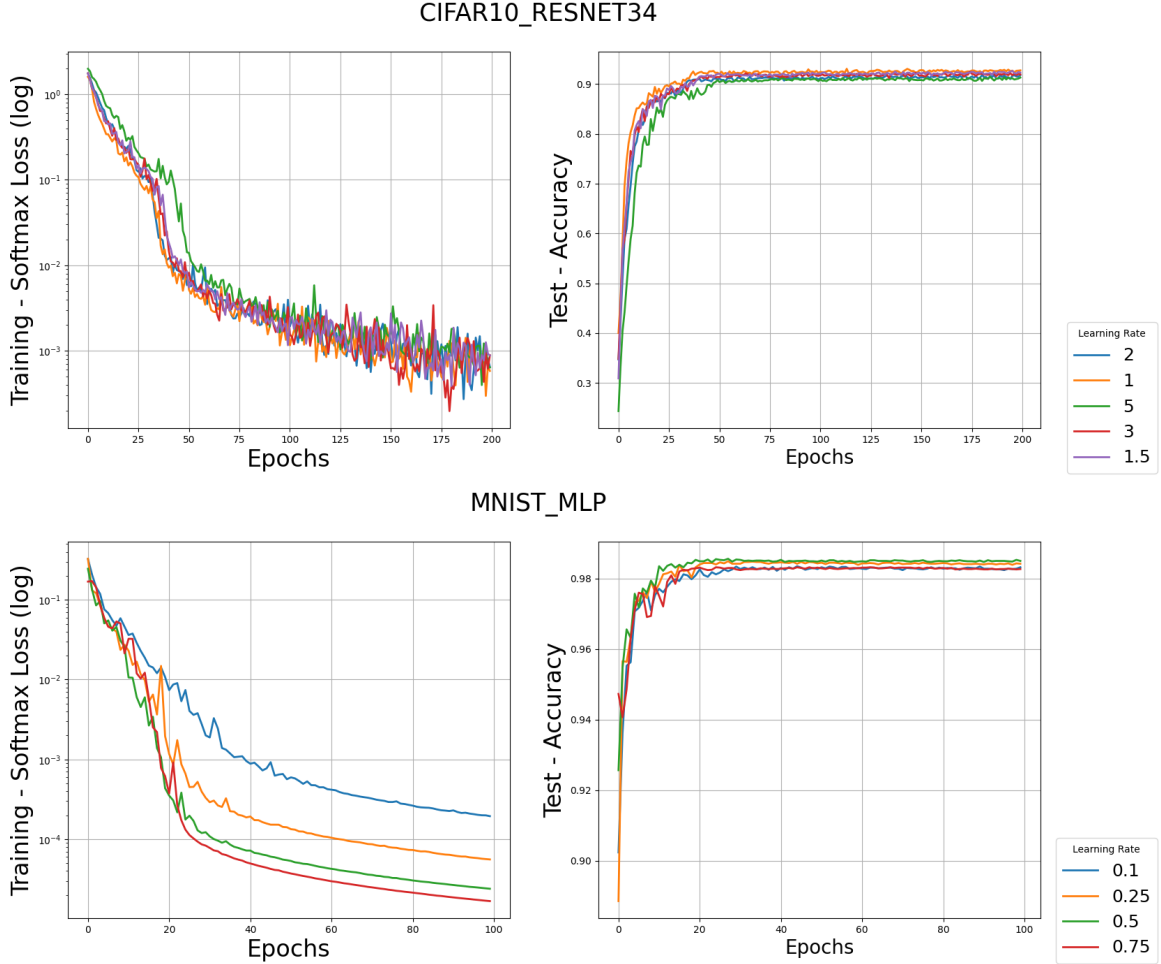 CIFAR10_RESNET34
Training - Softmax Loss (log)
10⁰
10⁻¹
10⁻²
10⁻³
0 25 50 75 100 125 150 175 200
Epochs
Test - Accuracy
0.9
0.8
0.7
0.6
0.5
0.4
0.3
0 25 50 75 100 125 150 175 200
Epochs
Learning Rate
2
1
5
3
1.5
MNIST_MLP
Training - Softmax Loss (log)
10⁻¹
10⁻²
10⁻³
10⁻⁴
0 20 40 60 80 100
Epochs
Test - Accuracy
0.98
0.96
0.94
0.92
0.90
0 20 40 60 80 100
Epochs
Learning Rate
0.1
0.25
0.5
0.75